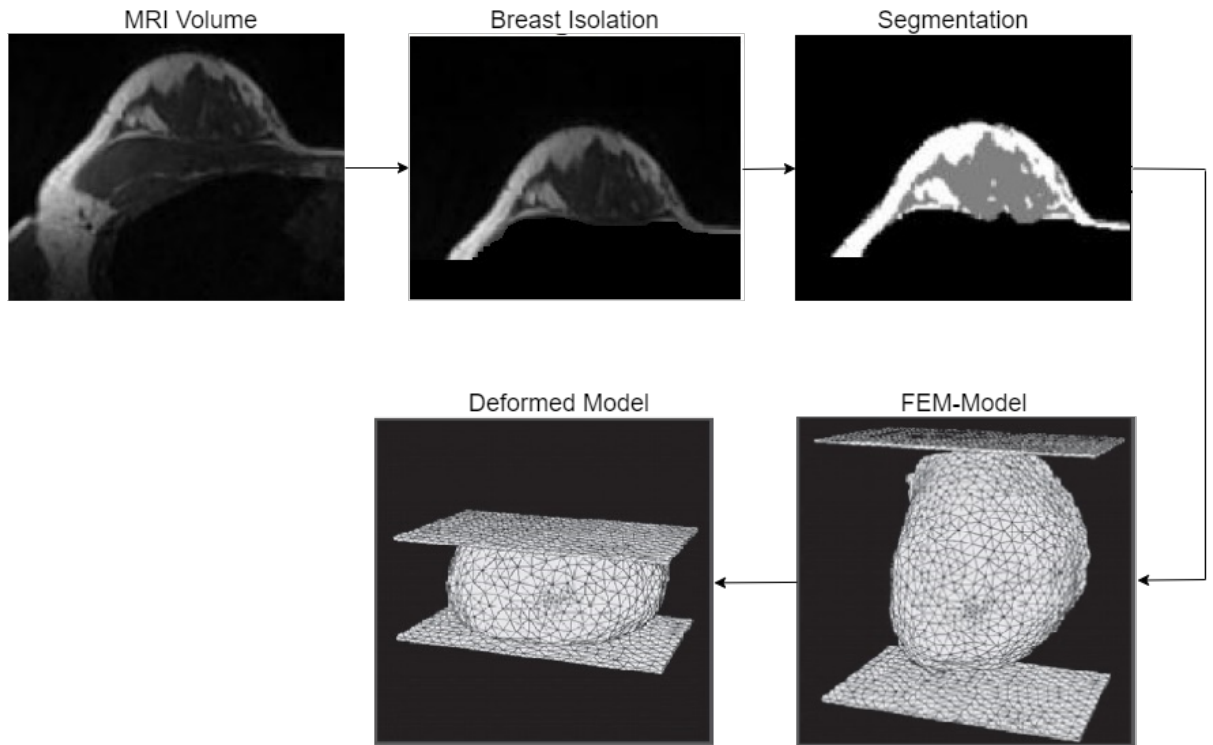 MRI Volume
Breast Isolation
Segmentation
Deformed Model
FEM-Model